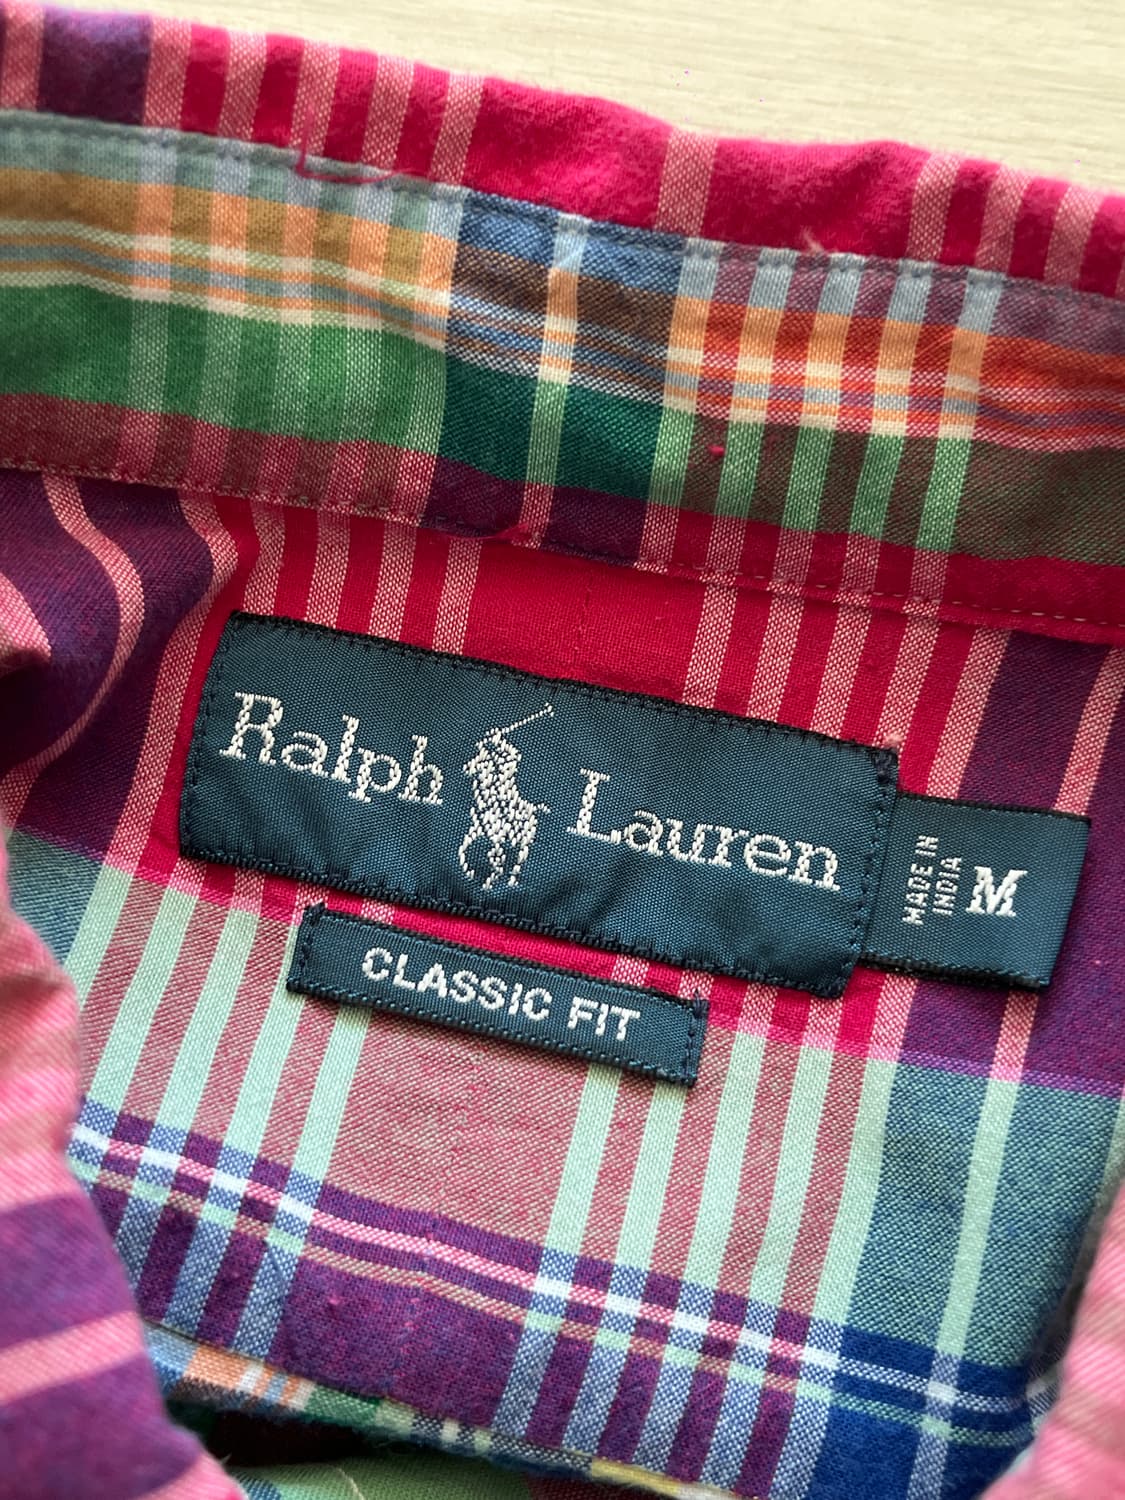 Ralph Lauren
MADE IN
INDIA
M
CLASSIC FIT